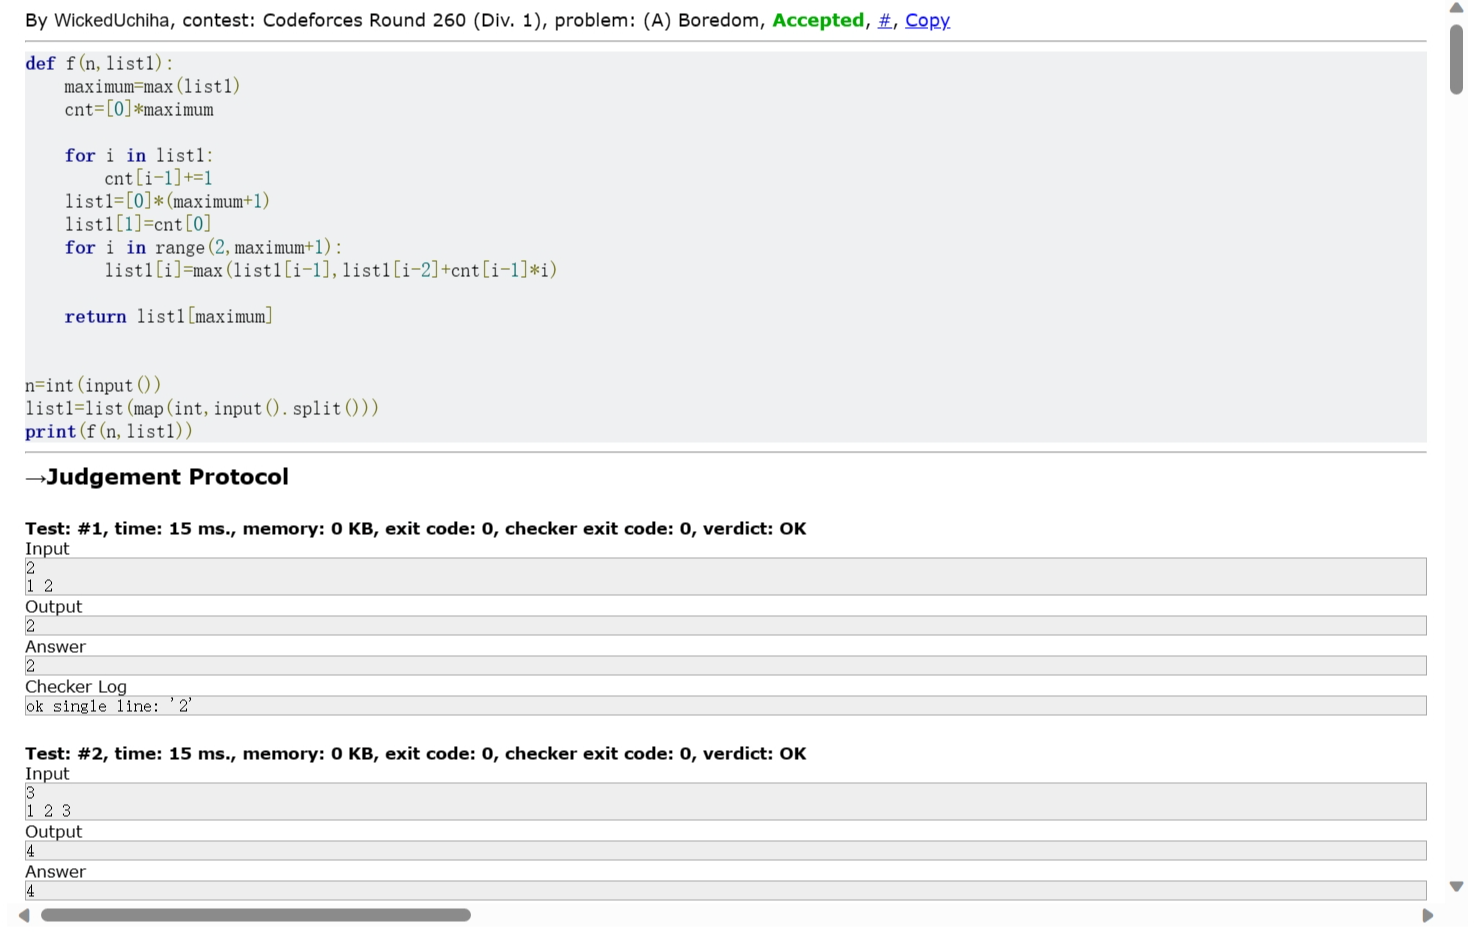 By WickedUchiha, contest: Codeforces Round 260 (Div. 1), problem: (A) Boredom, Accepted, #, Copy
def f(n,list1):
    maximum=max(list1)
    cnt=[0]*maximum
    for i in list1:
        cnt[i-1]+=1
    list1=[0]*(maximum+1)
    list1[1]=cnt[0]
    for i in range(2,maximum+1):
        list1[i]=max(list1[i-1],list1[i-2]+cnt[i-1]*i)
    return list1[maximum]
n=int(input())
list1=list(map(int,input().split()))
print(f(n,list1))
→Judgement Protocol
Test: #1, time: 15 ms., memory: 0 KB, exit code: 0, checker exit code: 0, verdict: OK
Input
2
1 2
Output
2
Answer
2
Checker Log
ok single line: '2'
Test: #2, time: 15 ms., memory: 0 KB, exit code: 0, checker exit code: 0, verdict: OK
Input
3
1 2 3
Output
4
Answer
4